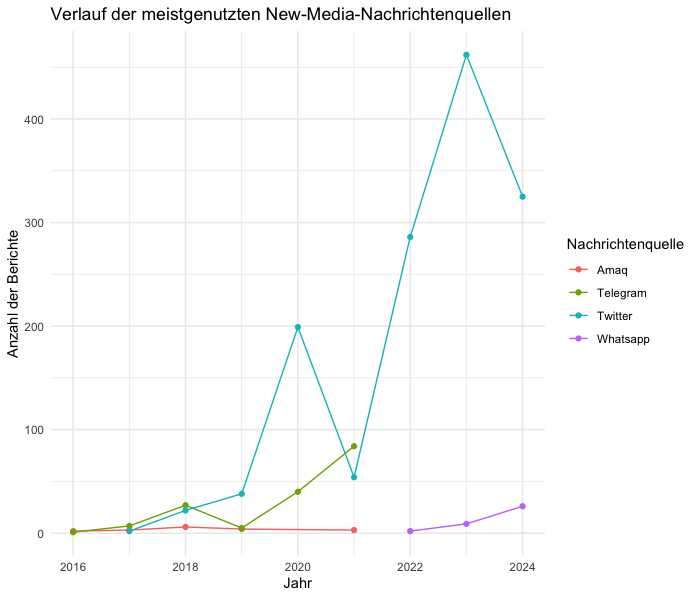 Verlauf der meistgenutzten New-Media-Nachrichtenquellen
Anzahl der Berichte
400
300
200
100
0
2016
2018
2020
2022
2024
Jahr
Nachrichtenquelle
Amaq
Telegram
Twitter
Whatsapp